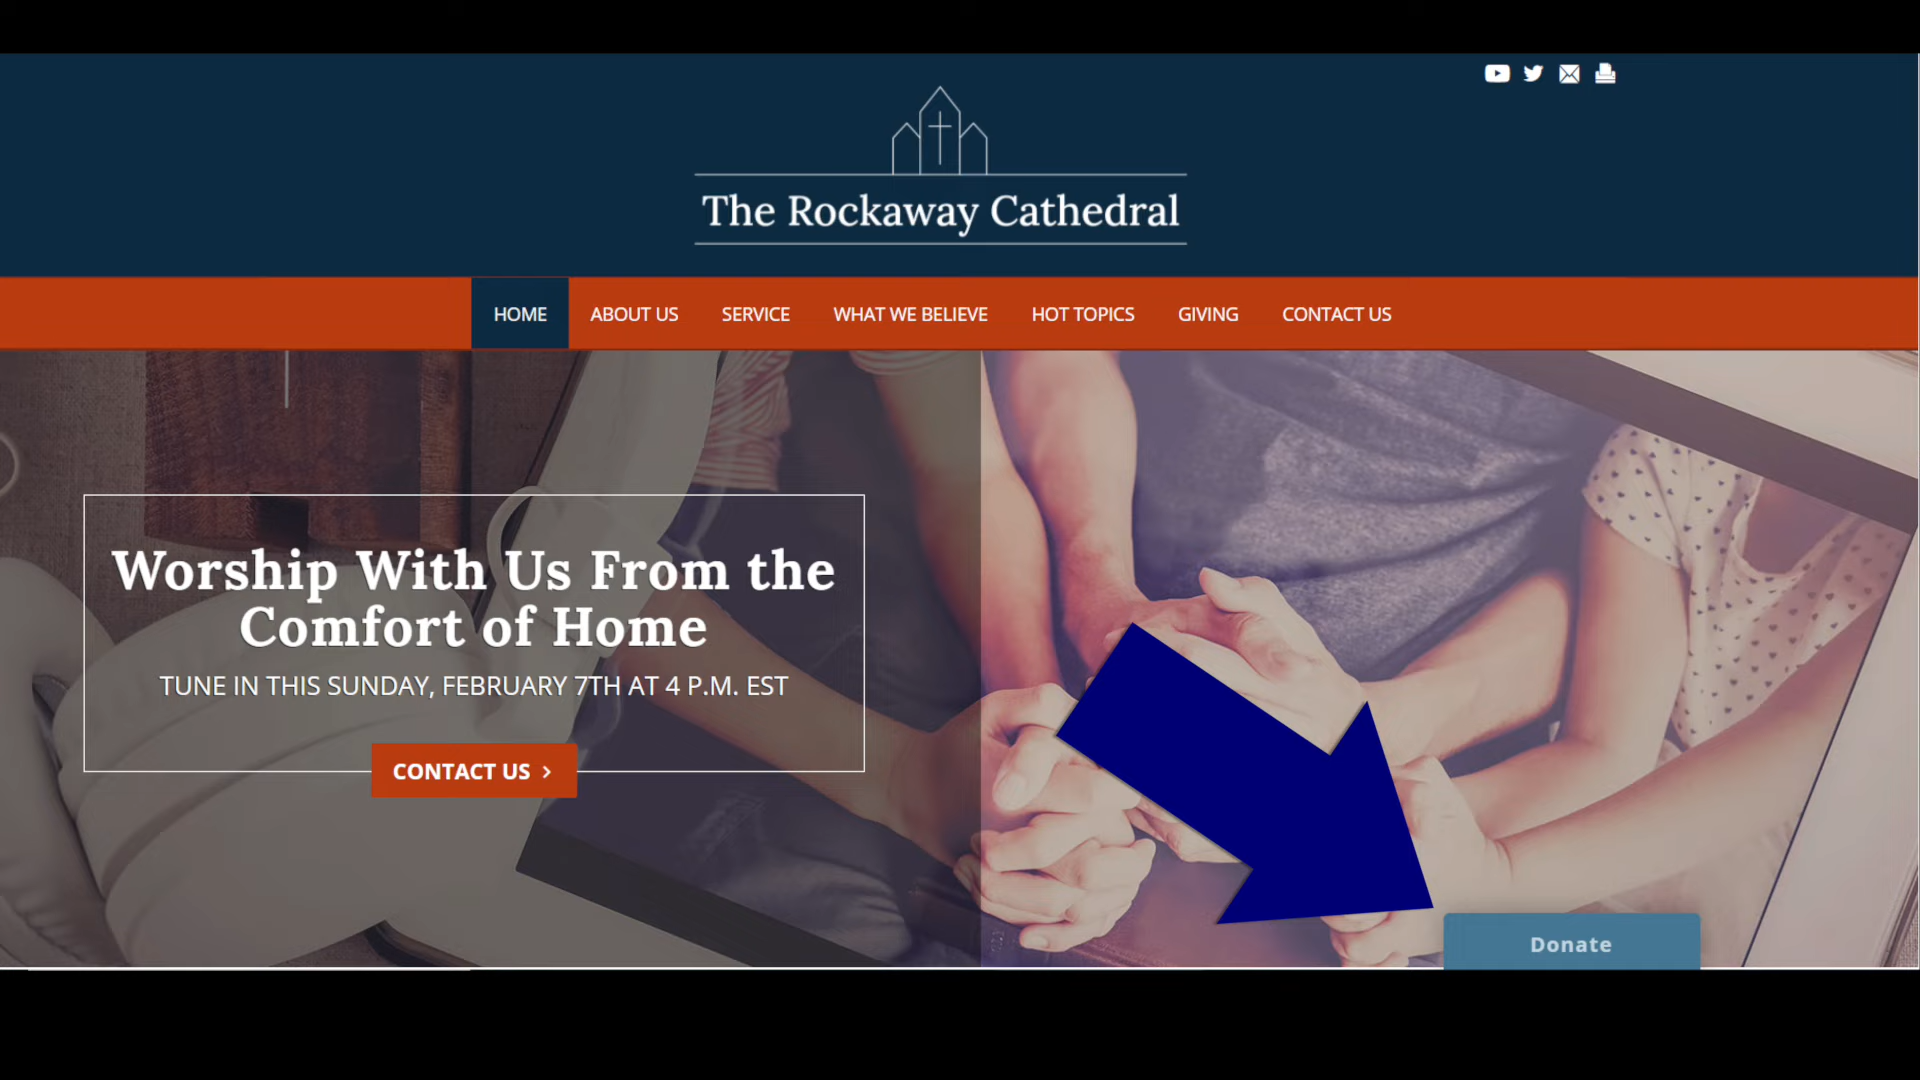 The Rockaway Cathedral
HOME ABOUT US SERVICE WHAT WE BELIEVE HOT TOPICS GIVING CONTACT US
Worship With Us From the
Comfort of Home
TUNE IN THIS SUNDAY, FEBRUARY 7TH AT 4 P.M. EST
CONTACT US
Donate